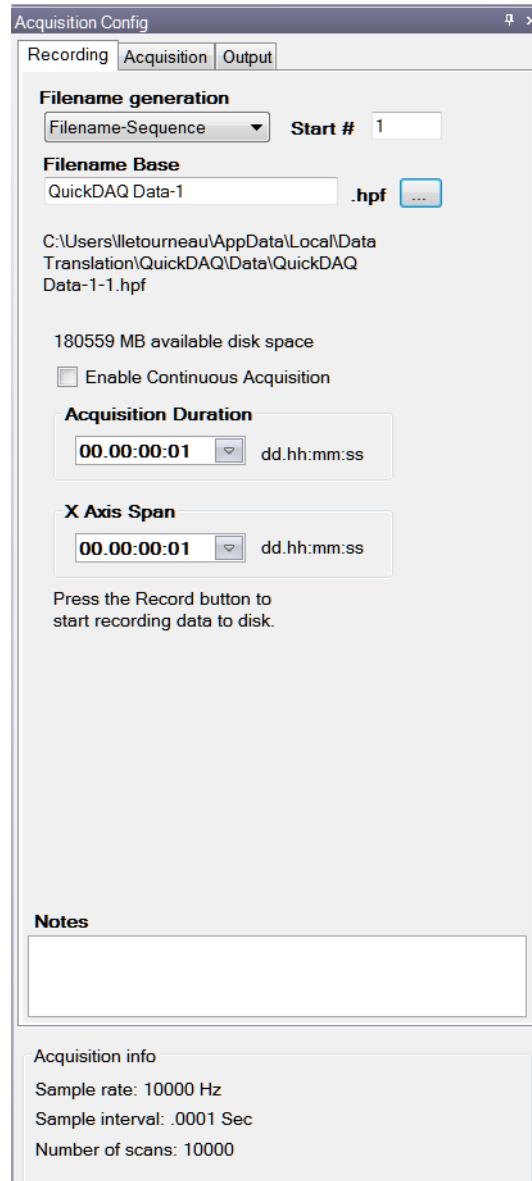 Acquisition Config
Recording Acquisition Output
Filename generation
Filename-Sequence Start # 1
Filename Base
QuickDAQ Data-1 .hpf ...
C:\Users\lletourneau\AppData\Local\Data
Translation\QuickDAQ\Data\QuickDAQ
Data-1-1.hpf
180559 MB available disk space
Enable Continuous Acquisition
Acquisition Duration
00.00:00:01 dd.hh:mm:ss
X Axis Span
00.00:00:01 dd.hh:mm:ss
Press the Record button to
start recording data to disk.
Notes
Acquisition info
Sample rate: 10000 Hz
Sample interval: .0001 Sec
Number of scans: 10000